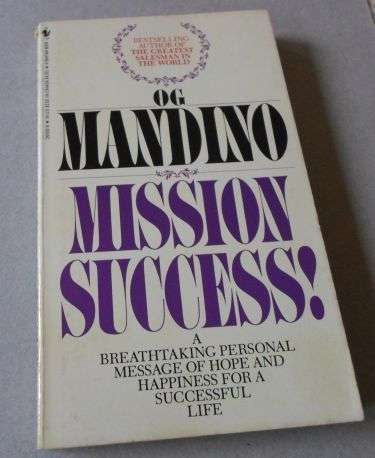 BESTSELLING
AUTHOR OF
THE GREATEST
SALESMAN IN
THE WORLD
OG
MANDINO
MISSION
SUCCESS!
A
BREATHTAKING PERSONAL
MESSAGE OF HOPE AND
HAPPINESS FOR A
SUCCESSFUL
LIFE